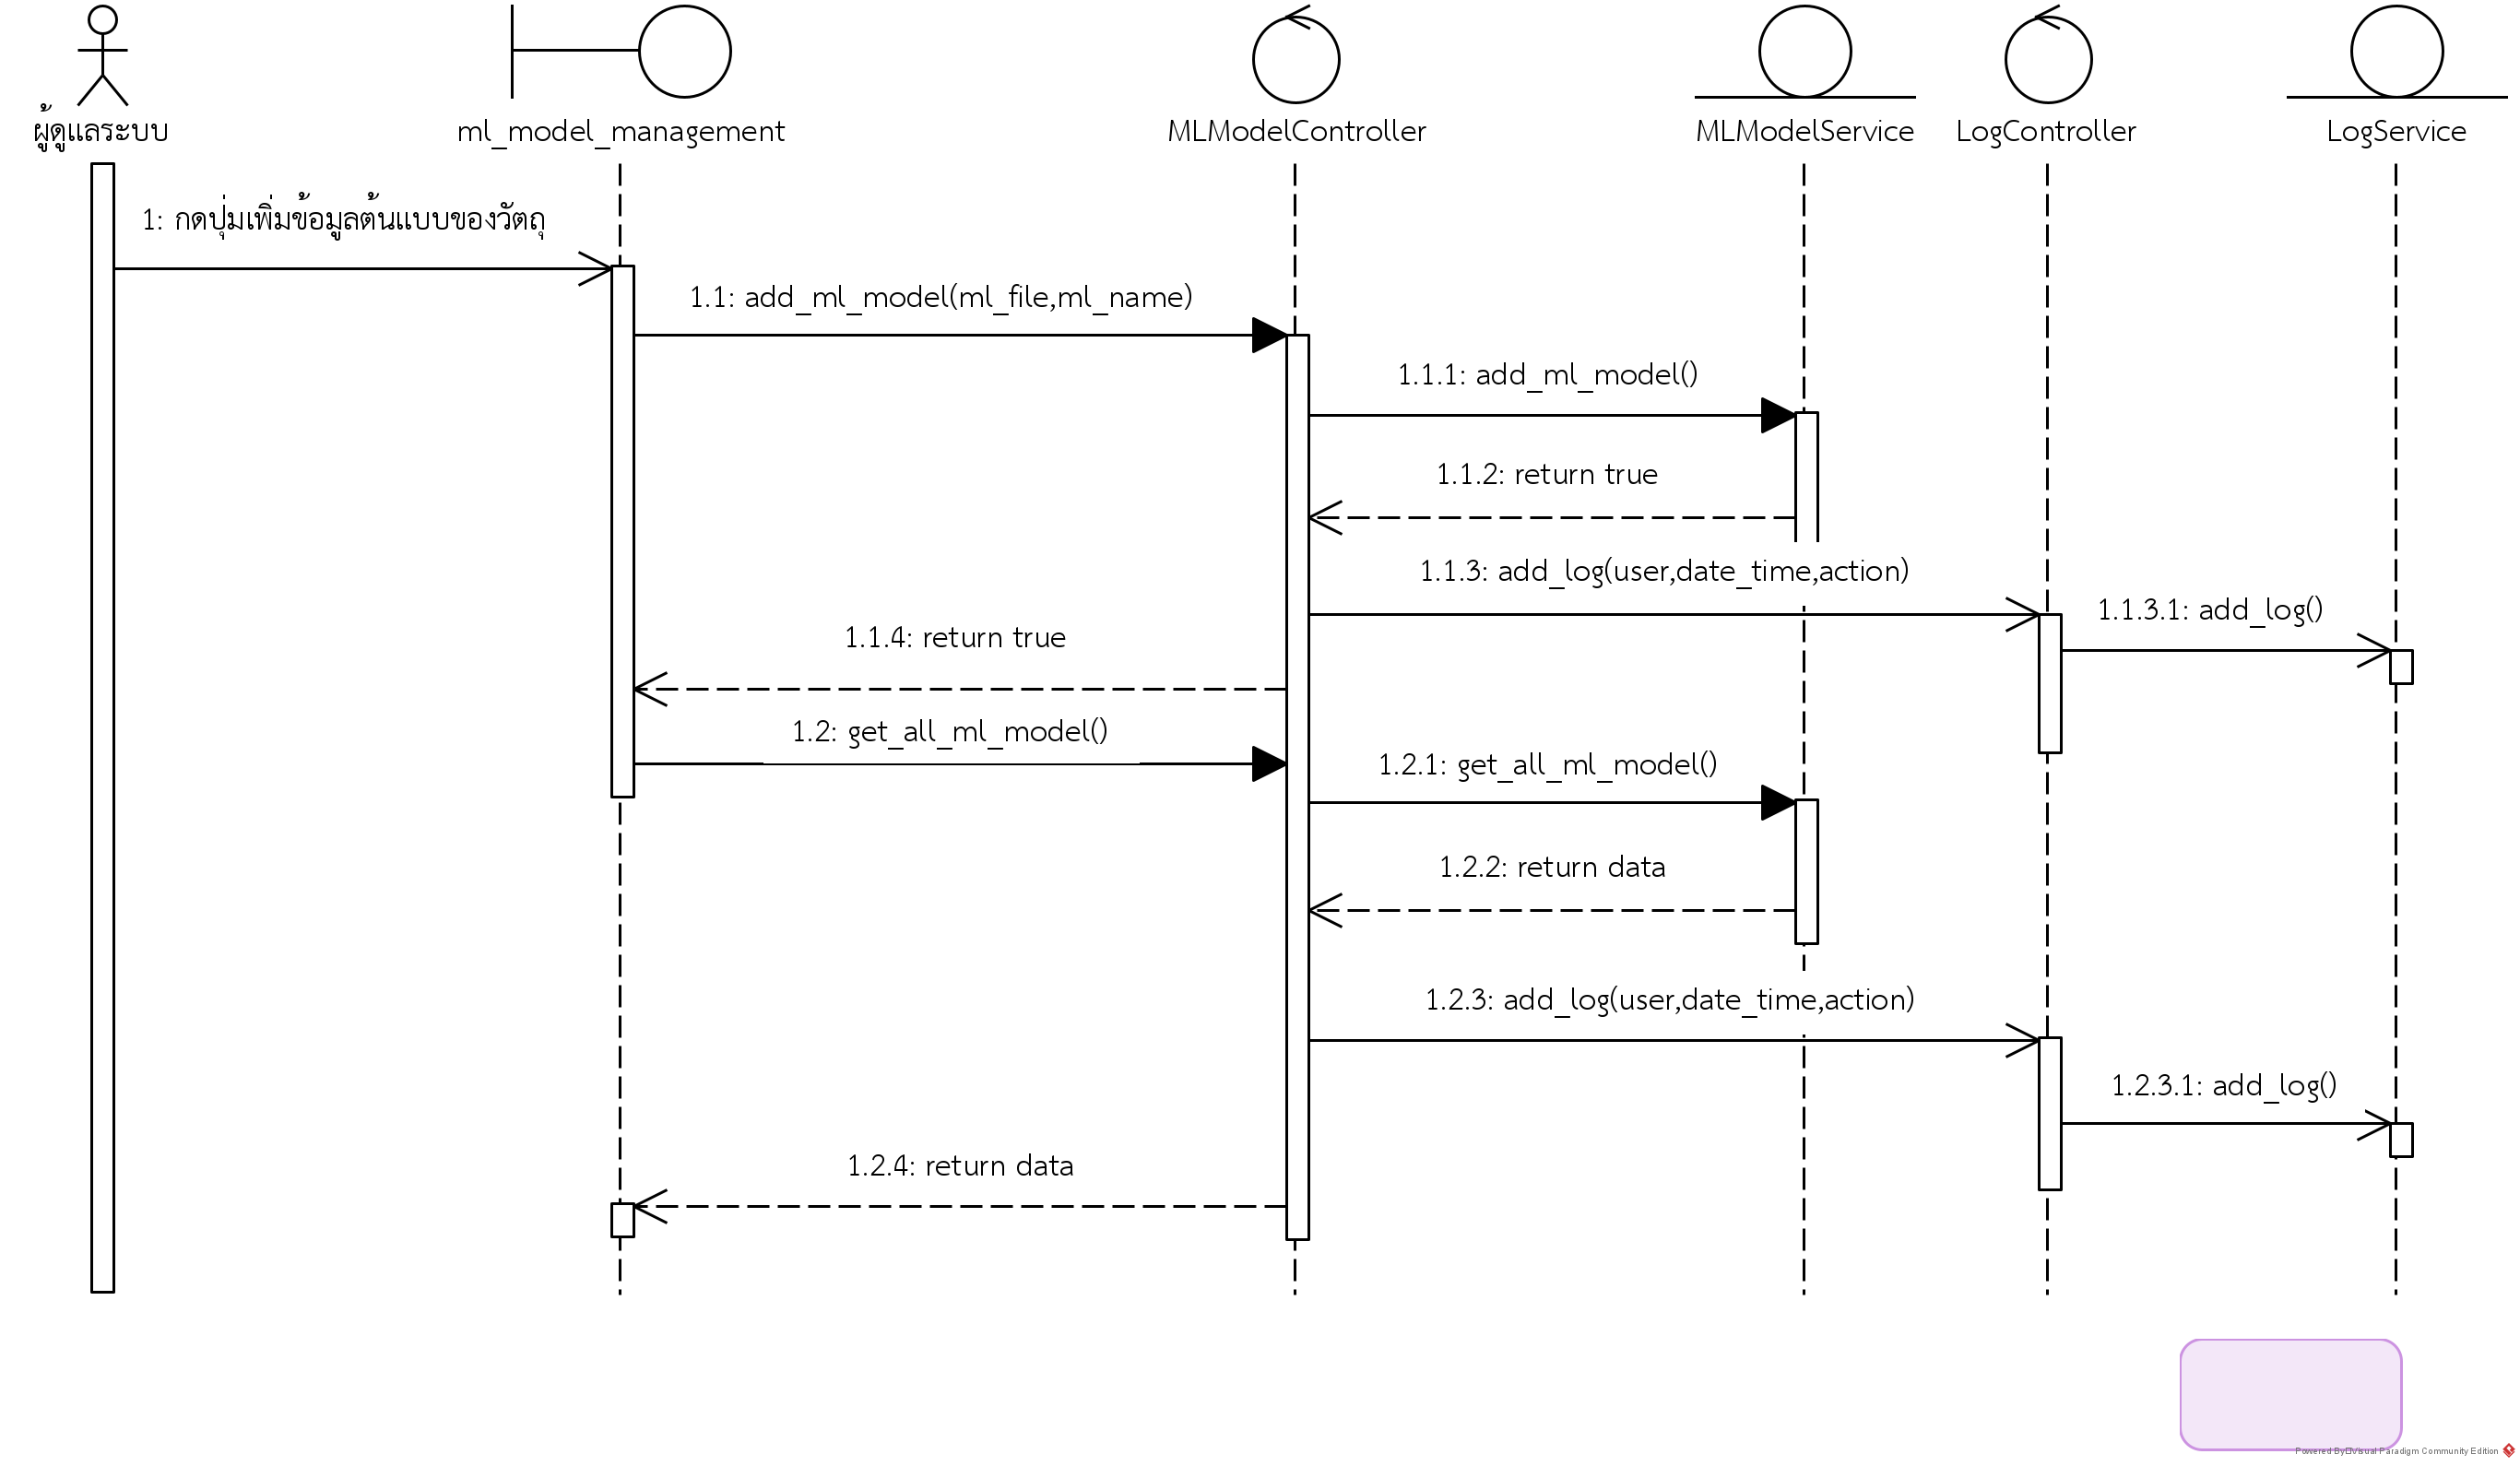 ผู้ดูแลระบบ
ml_model_management
MLModelController
MLModelService
LogController
LogService
1: กดปุ่มเพิ่มข้อมูลต้นแบบของวัตถุ
1.1: add_ml_model(ml_file,ml_name)
1.1.1: add_ml_model()
1.1.2: return true
1.1.3: add_log(user,date_time,action)
1.1.3.1: add_log()
1.1.4: return true
1.2: get_all_ml_model()
1.2.1: get_all_ml_model()
1.2.2: return data
1.2.3: add_log(user,date_time,action)
1.2.3.1: add_log()
1.2.4: return data
Powered By Visual Paradigm Community Edition